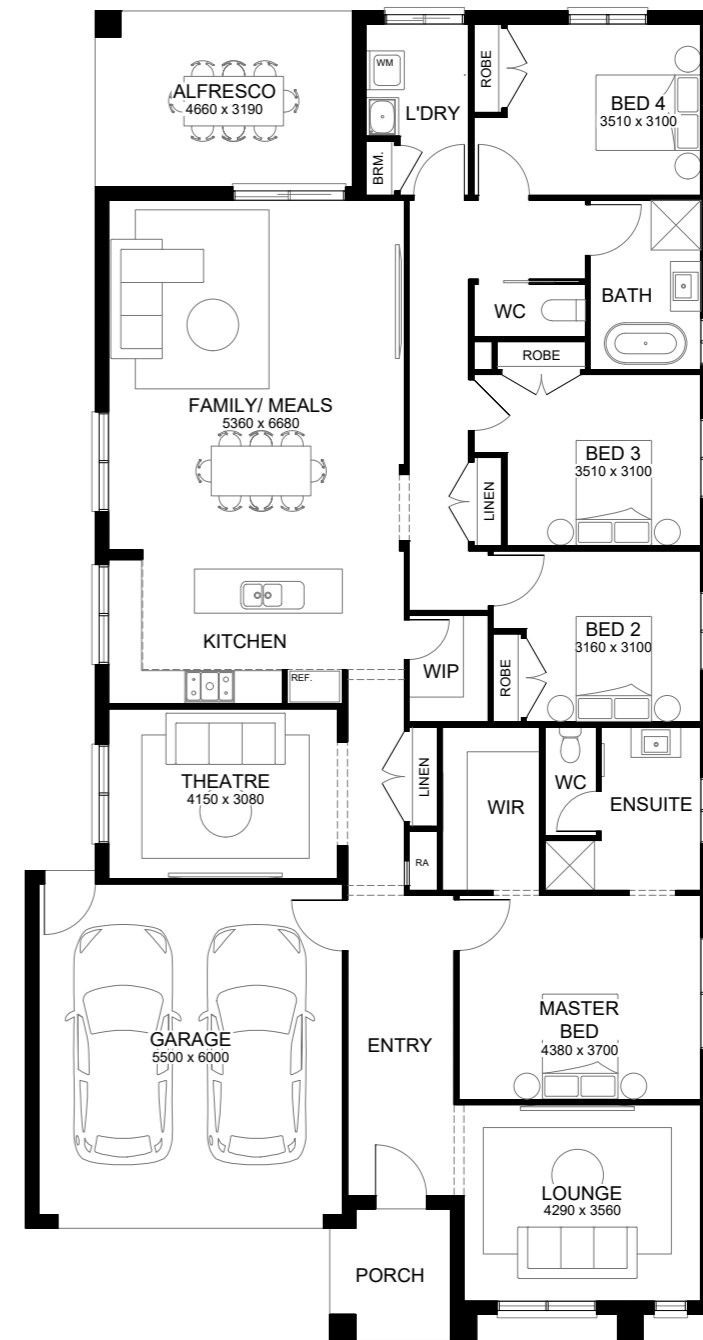 ALFRESCO
4660 x 3190
WM
L'DRY
BRM.
ROBE
BED 4
3510 x 3100
WC
BATH
ROBE
FAMILY/ MEALS
5360 x 6680
BED 3
3510 x 3100
LINEN
KITCHEN
REF.
WIP
ROBE
BED 2
3160 x 3100
THEATRE
4150 x 3080
LINEN
RA
WIR
WC
ENSUITE
GARAGE
5500 x 6000
ENTRY
MASTER
BED
4380 x 3700
LOUNGE
4290 x 3560
PORCH